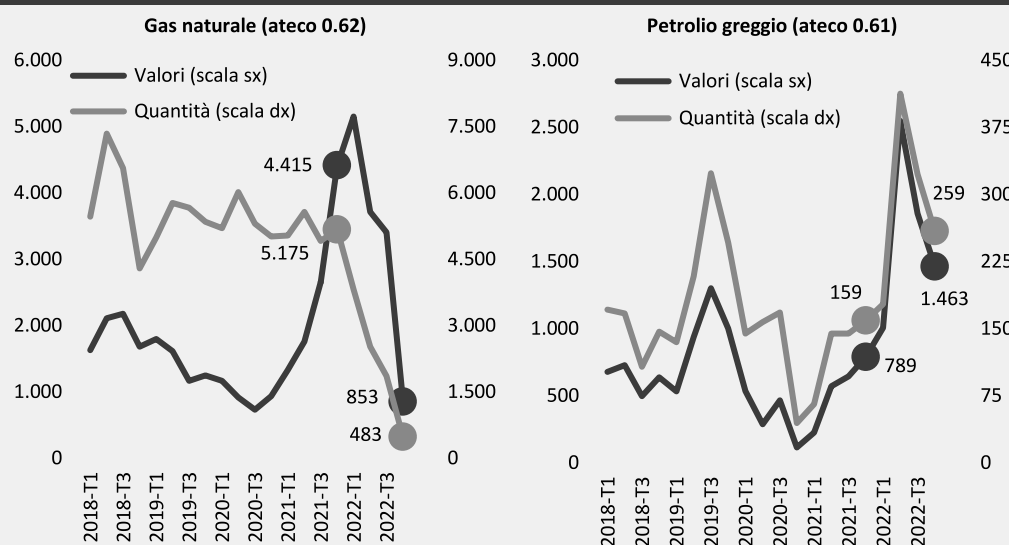 Gas naturale (ateco 0.62)
6.000
5.000
4.000
3.000
2.000
1.000
0
Valori (scala sx)
Quantità (scala dx)
9.000
7.500
6.000
4.500
3.000
1.500
0
4.415
5.175
853
483
2018-T1
2018-T3
2019-T1
2019-T3
2020-T1
2020-T3
2021-T1
2021-T3
2022-T1
2022-T3
Petrolio greggio (ateco 0.61)
3.000
2.500
2.000
1.500
1.000
500
0
Valori (scala sx)
Quantità (scala dx)
450
375
300
225
150
75
0
259
1.463
159
789
2018-T1
2018-T3
2019-T1
2019-T3
2020-T1
2020-T3
2021-T1
2021-T3
2022-T1
2022-T3